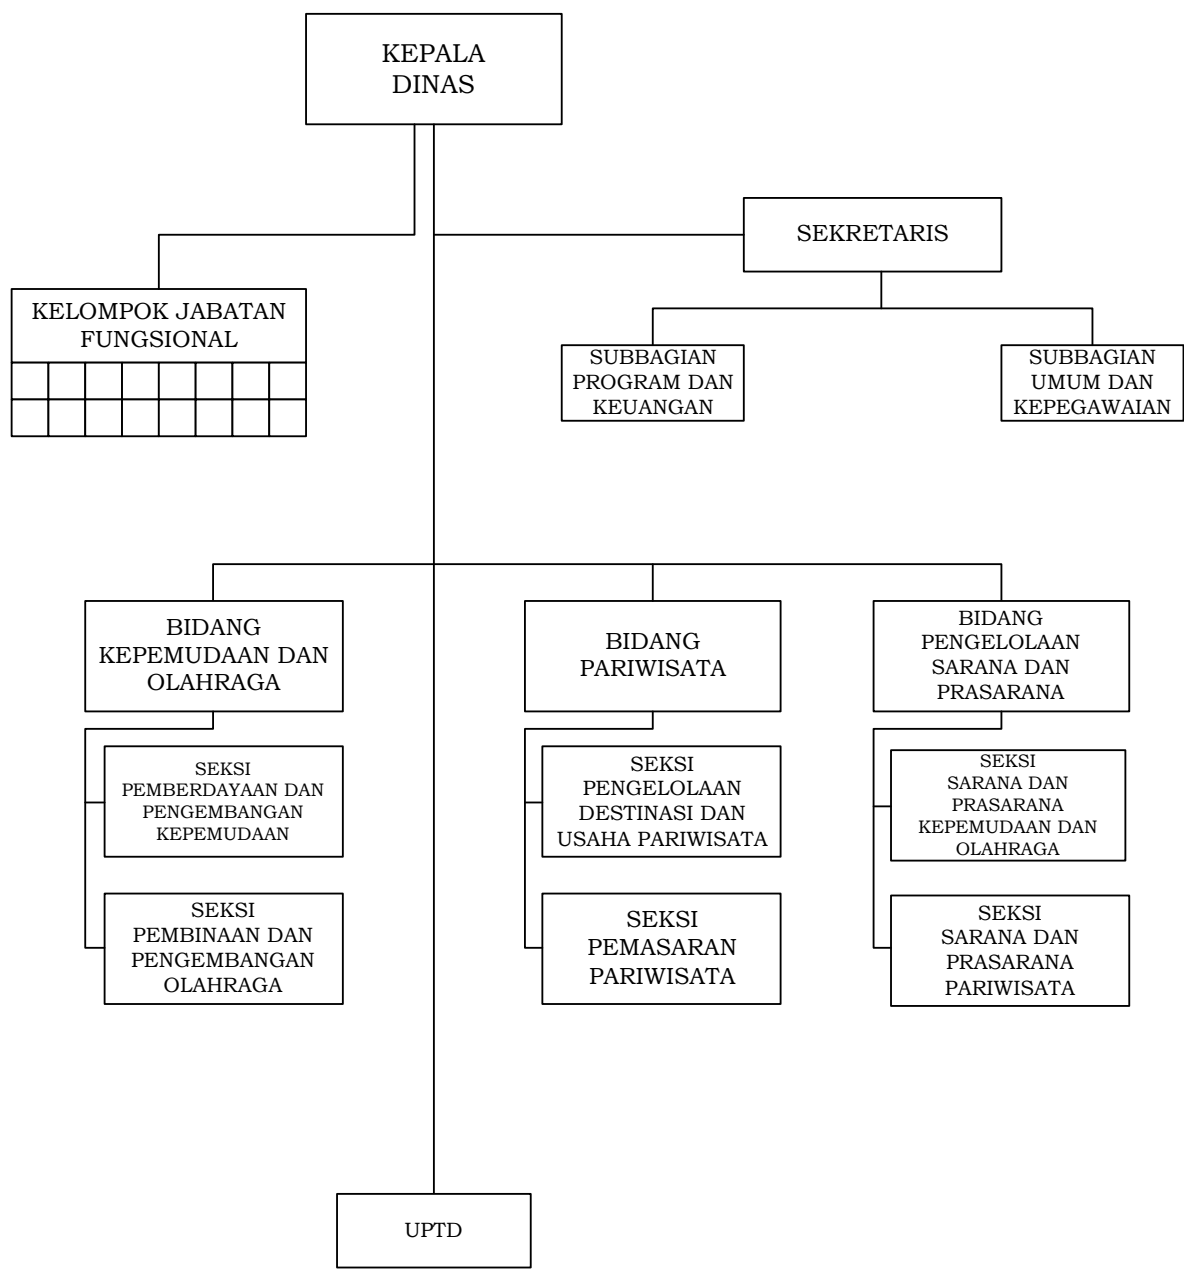 KEPALA
DINAS
SEKRETARIS
KELOMPOK JABATAN
FUNGSIONAL
SUBBAGIAN
PROGRAM DAN
KEUANGAN
SUBBAGIAN
UMUM DAN
KEPEGAWAIAN
BIDANG
KEPEMUDAAN DAN
OLAHRAGA
BIDANG
PARIWISATA
BIDANG
PENGELOLAAN
SARANA DAN
PRASARANA
SEKSI
PEMBERDAYAAN DAN
PENGEMBANGAN
KEPEMUDAAN
SEKSI
PENGELOLAAN
DESTINASI DAN
USAHA PARIWISATA
SEKSI
SARANA DAN
PRASARANA
KEPEMUDAAN DAN
OLAHRAGA
SEKSI
PEMBINAAN DAN
PENGEMBANGAN
OLAHRAGA
SEKSI
PEMASARAN
PARIWISATA
SEKSI
SARANA DAN
PRASARANA
PARIWISATA
UPTD